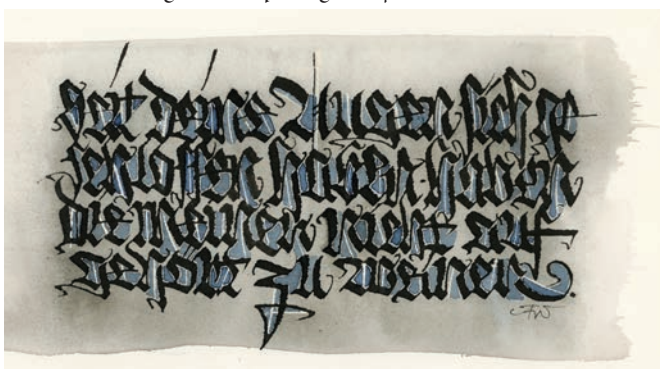 Seit deine Augen sich ge
schlossen haben·haben
die meinen nicht auf
gehört zu weinen.